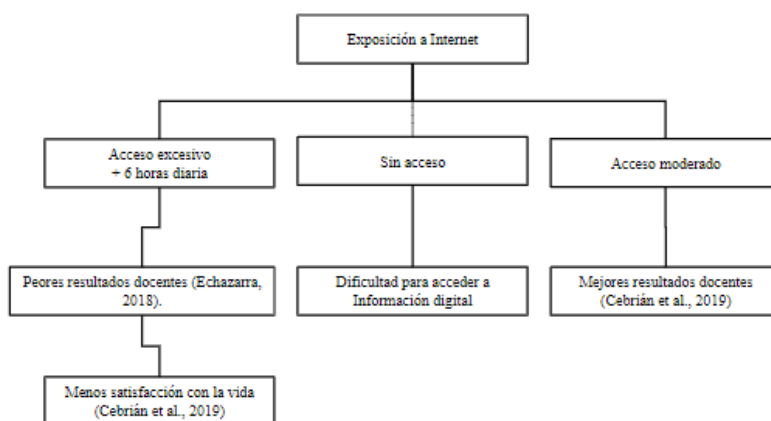 Exposición a Internet
Acceso excesivo
+ 6 horas diaria
Sin acceso
Acceso moderado
Peores resultados docentes (Echazarra,
2018).
Dificultad para acceder a
Información digital
Mejores resultados docentes
(Cebrián et al., 2019)
Menos satisfacción con la vida
(Cebrián et al., 2019)